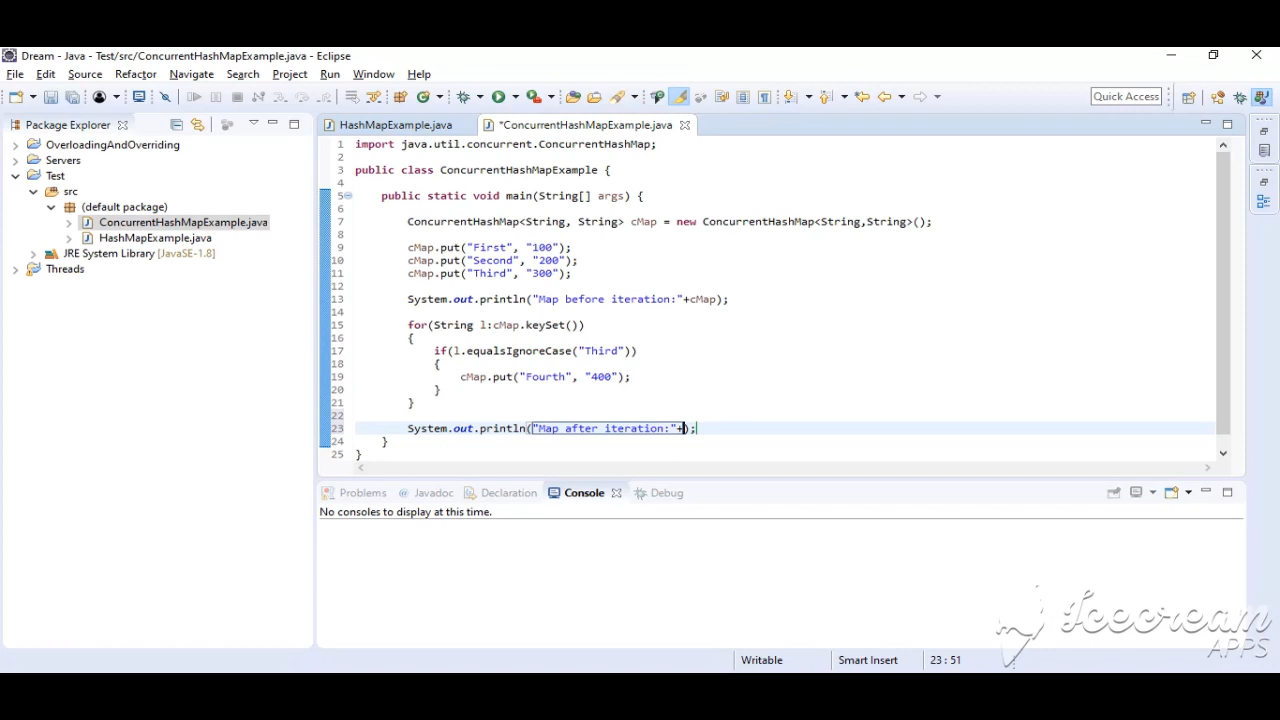 Dream - Java - Test/src/ConcurrentHashMapExample.java - Eclipse
File Edit Source Refactor Navigate Search Project Run Window Help
Quick Access
Package Explorer
OverloadingAndOverriding
Servers
Test
src
(default package)
ConcurrentHashMapExample.java
HashMapExample.java
JRE System Library [JavaSE-1.8]
Threads
HashMapExample.java *ConcurrentHashMapExample.java
1 import java.util.concurrent.ConcurrentHashMap;
2
3 public class ConcurrentHashMapExample {
4
5 public static void main(String[] args) {
6
7 ConcurrentHashMap<String, String> cMap = new ConcurrentHashMap<String,String>();
8
9 cMap.put("First", "100");
10 cMap.put("Second", "200");
11 cMap.put("Third", "300");
12
13 System.out.println("Map before iteration:"+cMap);
14
15 for(String l:cMap.keySet())
16 {
17 if(l.equalsIgnoreCase("Third"))
18 {
19 cMap.put("Fourth", "400");
20 }
21 }
22
23 System.out.println("Map after iteration:"+);
24 }
25 }
Problems @ Javadoc Declaration Console Debug
No consoles to display at this time.
Writable Smart Insert 23 : 51
Icecream
APPS